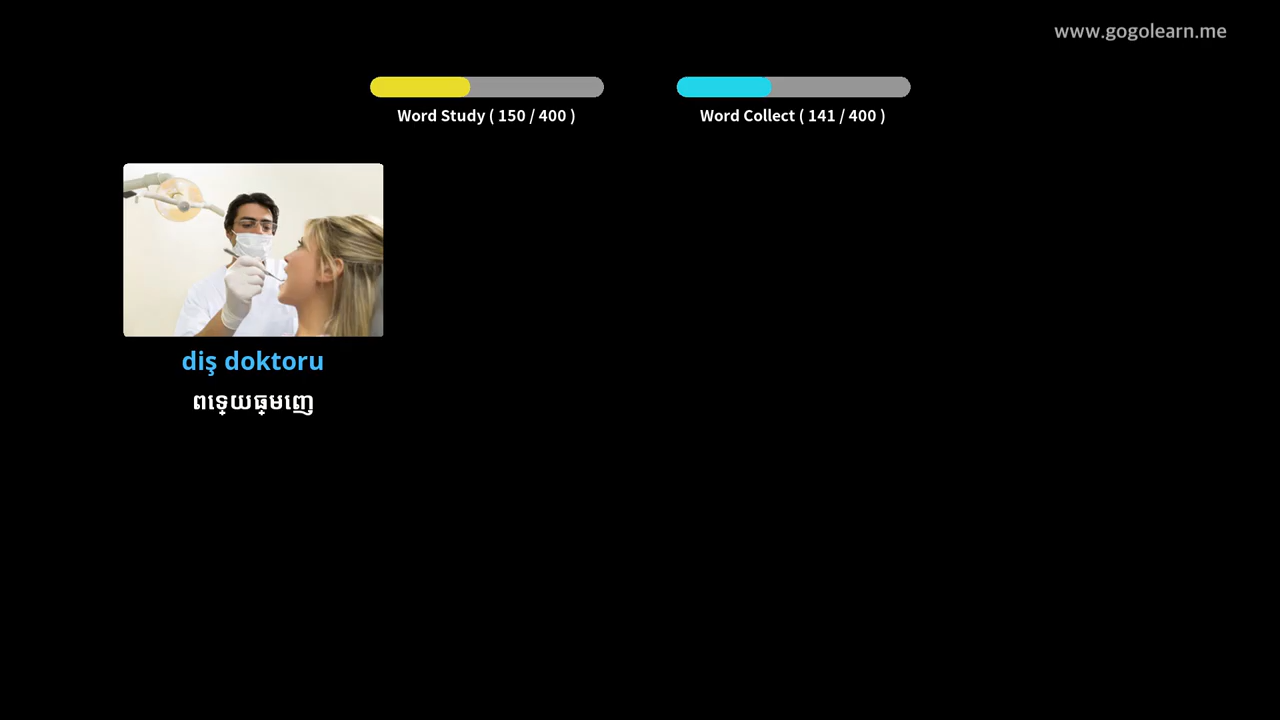 www.gogolearn.me
Word Study ( 150 / 400 )
Word Collect ( 141 / 400 )
diş doktoru
ពទ្យេធ្មេញ